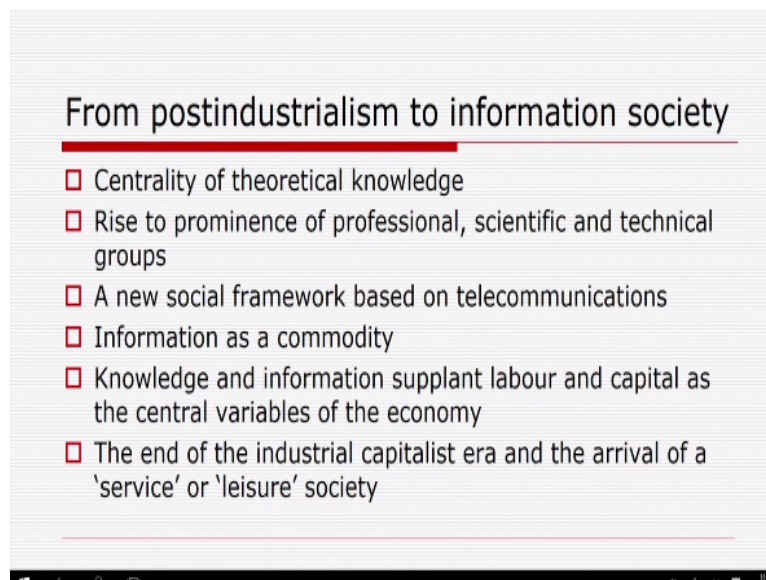 From postindustrialism to information society
Centrality of theoretical knowledge
Rise to prominence of professional, scientific and technical
groups
A new social framework based on telecommunications
Information as a commodity
Knowledge and information supplant labour and capital as
the central variables of the economy
The end of the industrial capitalist era and the arrival of a
‘service’ or ‘leisure’ society